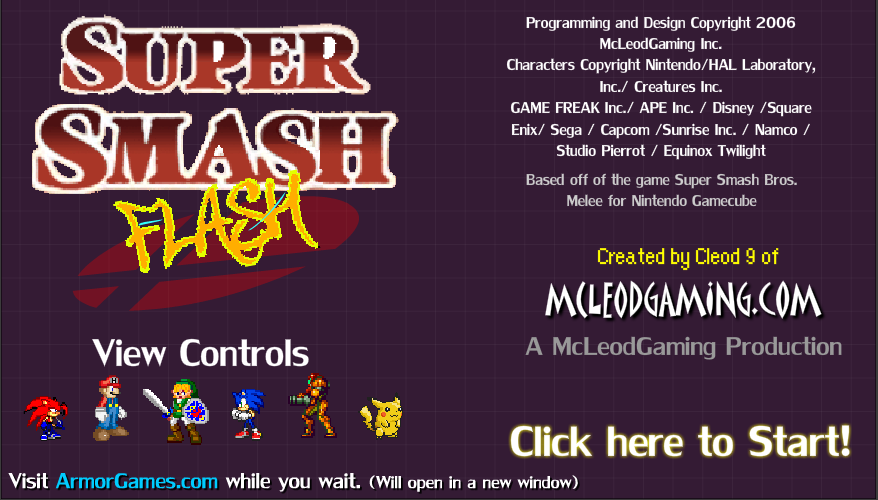 SUPER
SMASH
FLASH
Programming and Design Copyright 2006
McLeodGaming Inc.
Characters Copyright Nintendo/HAL Laboratory,
Inc./ Creatures Inc.
GAME FREAK Inc./ APE Inc. / Disney /Square
Enix/ Sega / Capcom /Sunrise Inc. / Namco /
Studio Pierrot / Equinox Twilight
Based off of the game Super Smash Bros.
Melee for Nintendo Gamecube
Created by Cleod 9 of
MCLEODGAMING.COM
A McLeodGaming Production
View Controls
Click here to Start!
Visit ArmorGames.com while you wait. (Will open in a new window)